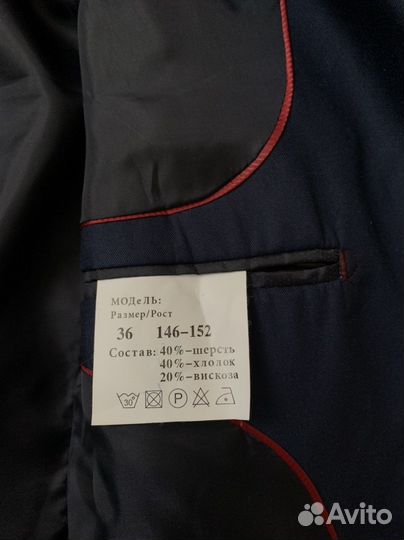 МОДеЛЬ:
Размер/Рост
36 146-152
Состав: 40%-шерсть
40%-хлопок
20%-вискоза
30°
P
Avito